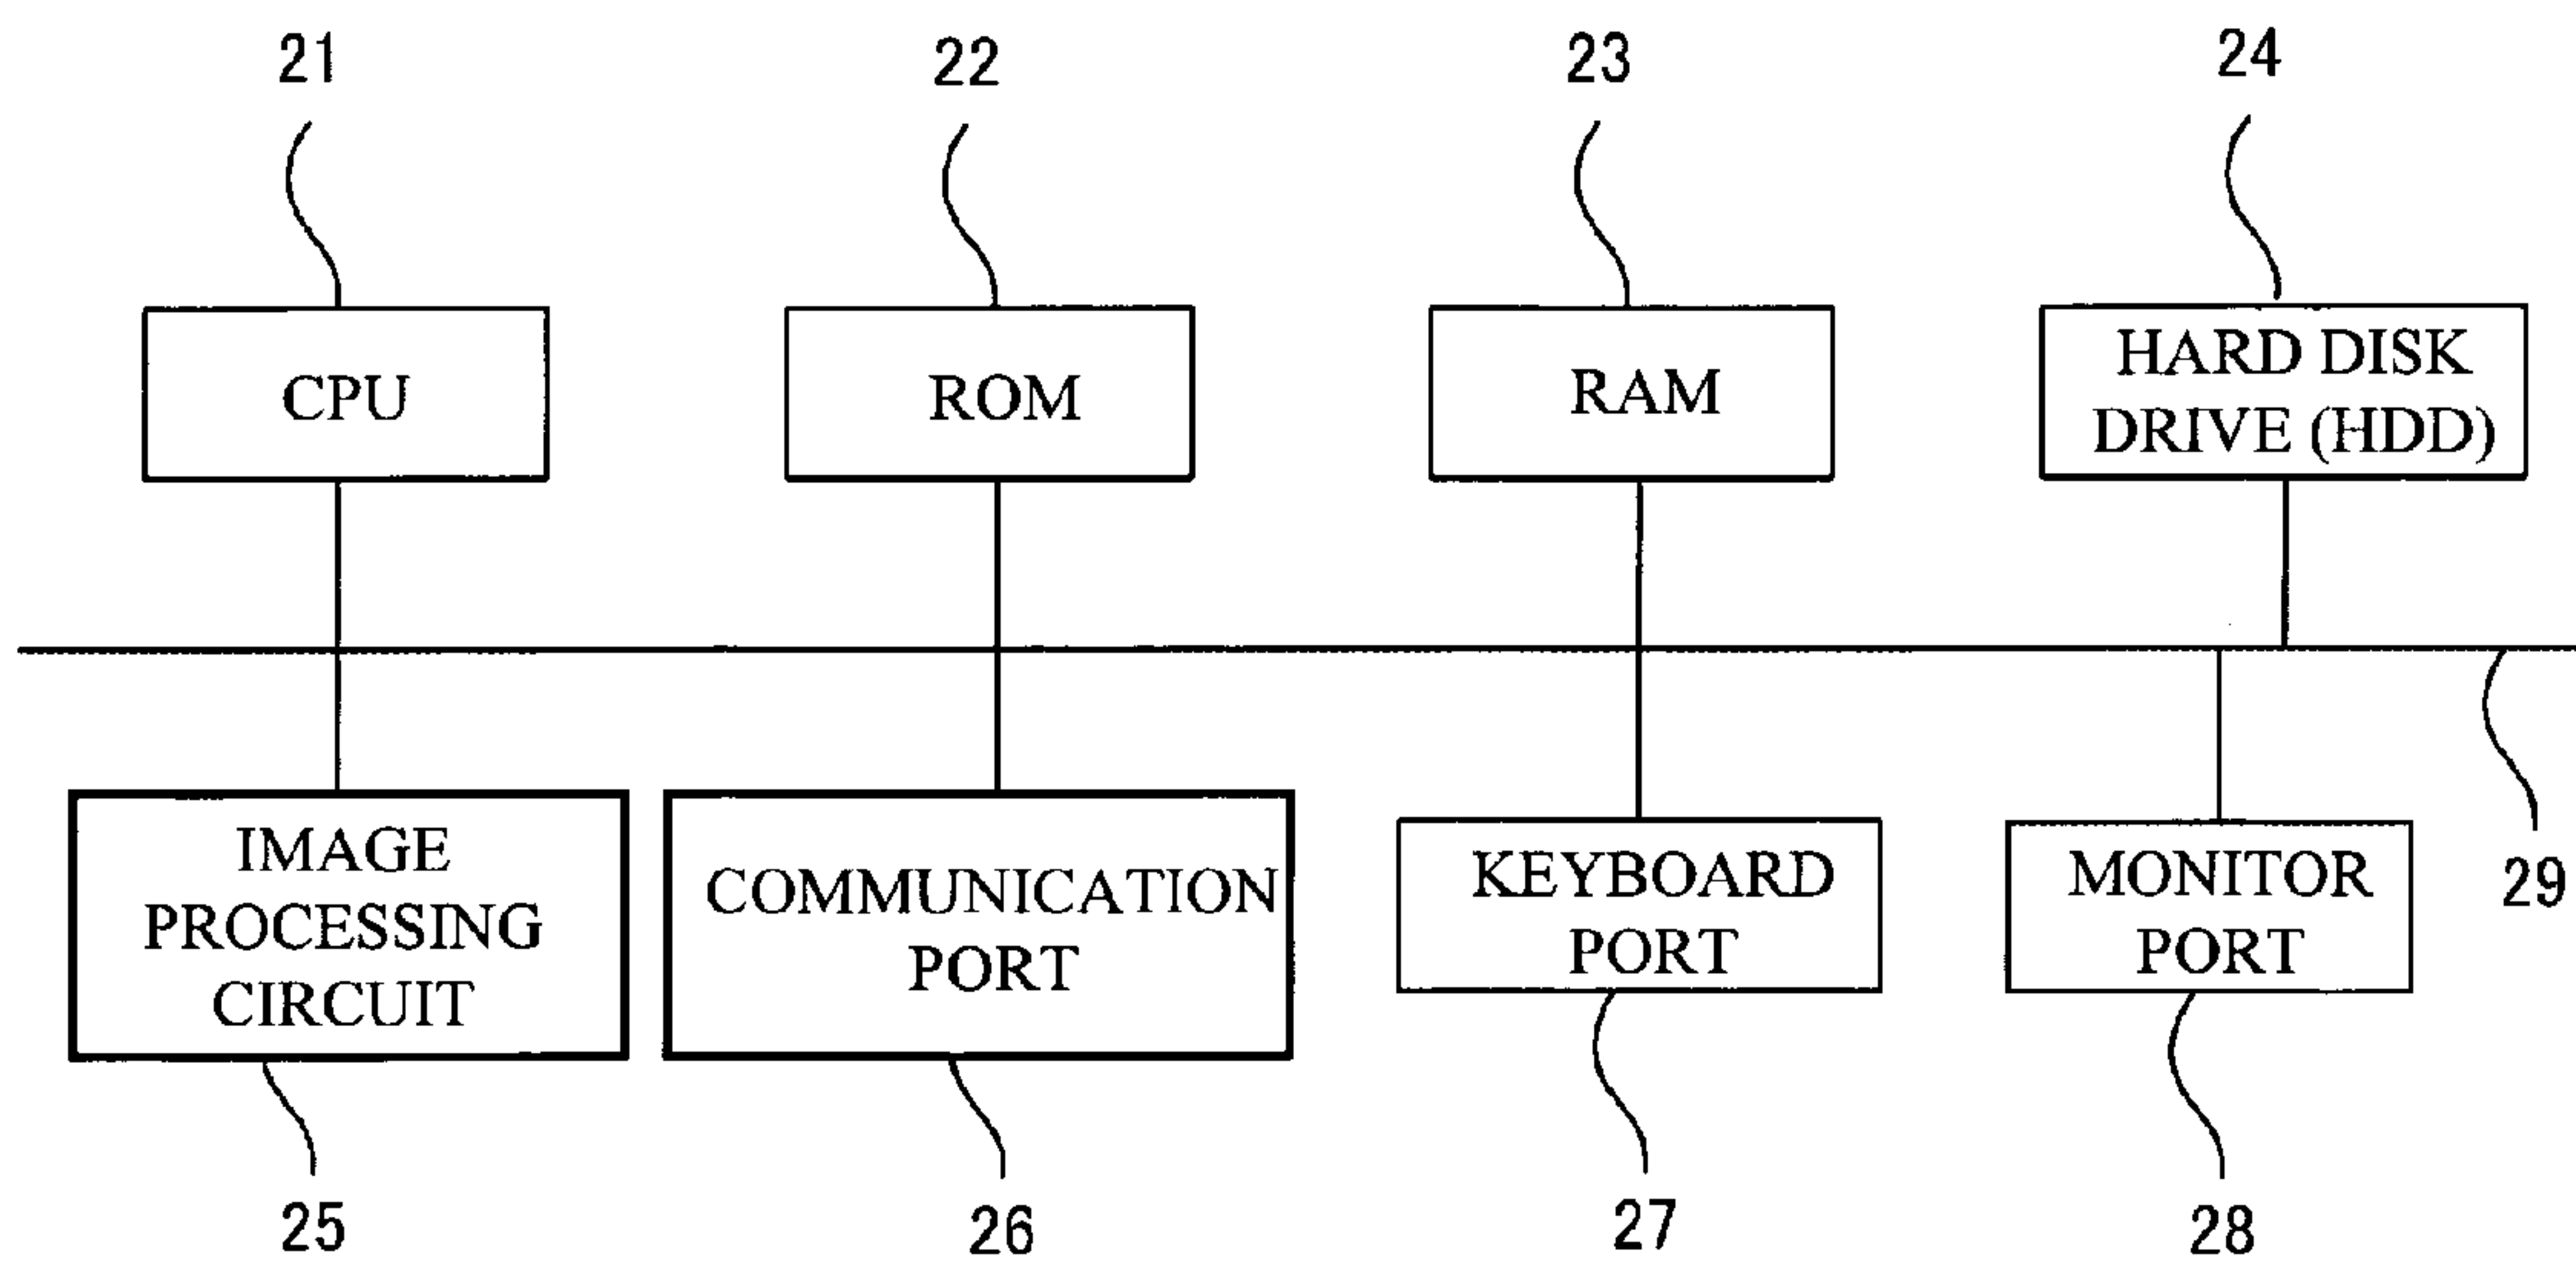 21
22
23
24
CPU
ROM
RAM
HARD DISK
DRIVE (HDD)
IMAGE
PROCESSING
CIRCUIT
COMMUNICATION
PORT
KEYBOARD
PORT
MONITOR
PORT
29
25
26
27
28